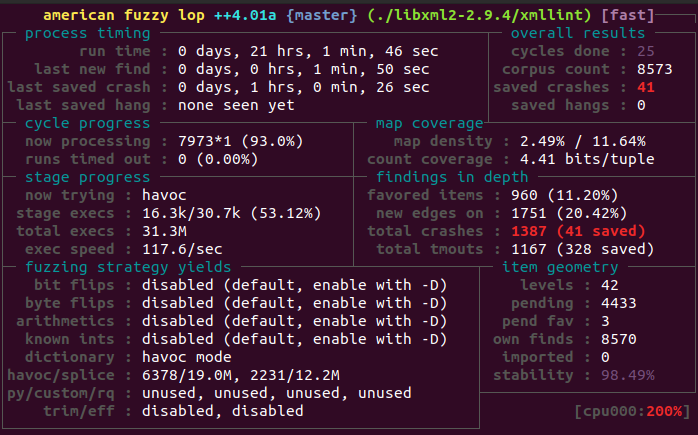 american fuzzy lop ++4.01a {master} (./libxml2-2.9.4/xmllint) [fast]
process timing
overall results
run time : 0 days, 21 hrs, 1 min, 46 sec
cycles done : 25
last new find : 0 days, 0 hrs, 1 min, 50 sec
corpus count : 8573
last saved crash : 0 days, 1 hrs, 0 min, 26 sec
saved crashes : 41
last saved hang : none seen yet
saved hangs : 0
cycle progress
map coverage
now processing : 7973*1 (93.0%)
map density : 2.49% / 11.64%
runs timed out : 0 (0.00%)
count coverage : 4.41 bits/tuple
stage progress
findings in depth
now trying : havoc
favored items : 960 (11.20%)
stage execs : 16.3k/30.7k (53.12%)
new edges on : 1751 (20.42%)
total execs : 31.3M
total crashes : 1387 (41 saved)
exec speed : 117.6/sec
total tmouts : 1167 (328 saved)
fuzzing strategy yields
item geometry
bit flips : disabled (default, enable with -D)
levels : 42
byte flips : disabled (default, enable with -D)
pending : 4433
arithmetics : disabled (default, enable with -D)
pend fav : 3
known ints : disabled (default, enable with -D)
own finds : 8570
dictionary : havoc mode
imported : 0
havoc/splice : 6378/19.0M, 2231/12.2M
stability : 98.49%
py/custom/rq : unused, unused, unused, unused
trim/eff : disabled, disabled
[cpu000:200%]